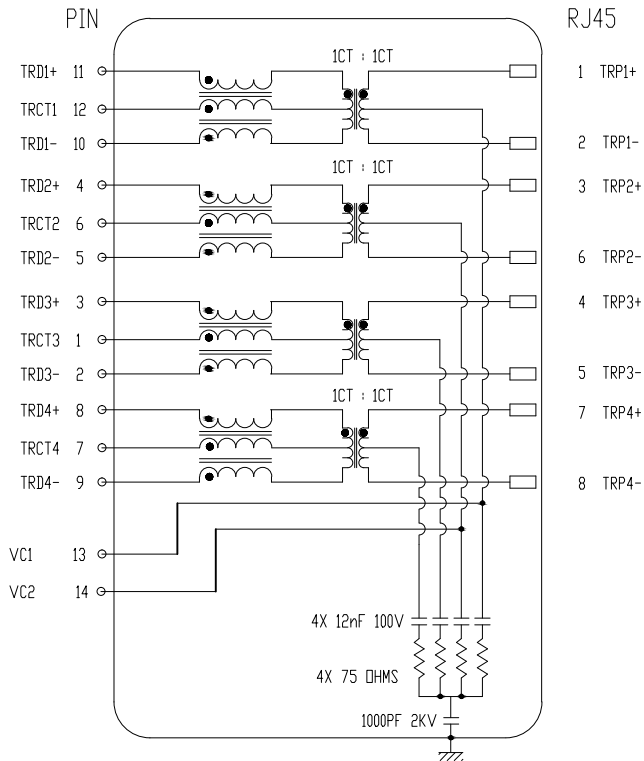 PIN RJ45
1CT : 1CT
TRD1+ 11 1 TRP1+
TRCT1 12
TRD1- 10 2 TRP1-
1CT : 1CT
TRD2+ 4 3 TRP2+
TRCT2 6
TRD2- 5 6 TRP2-
TRD3+ 3 4 TRP3+
TRCT3 1
TRD3- 2 5 TRP3-
1CT : 1CT
TRD4+ 8 7 TRP4+
TRCT4 7
TRD4- 9 8 TRP4-
VC1 13
VC2 14
4X 12nF 100V
4X 75 OHMS
1000PF 2KV